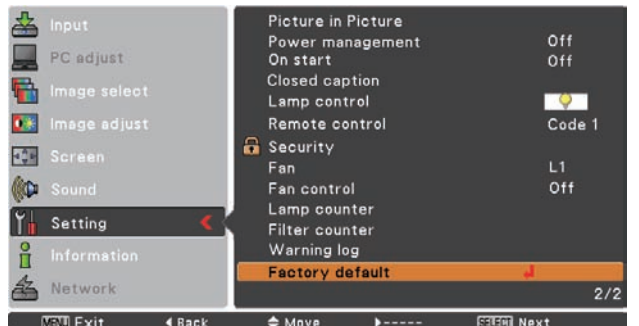 Input
PC adjust
Image select
Image adjust
Screen
Sound
Setting
Information
Network
Picture in Picture
Power management Off
On start Off
Closed caption
Lamp control
Remote control Code 1
Security
Fan L1
Fan control Off
Lamp counter
Filter counter
Warning log
Factory default
2/2
MENU Exit Back Move ----- SELECT Next